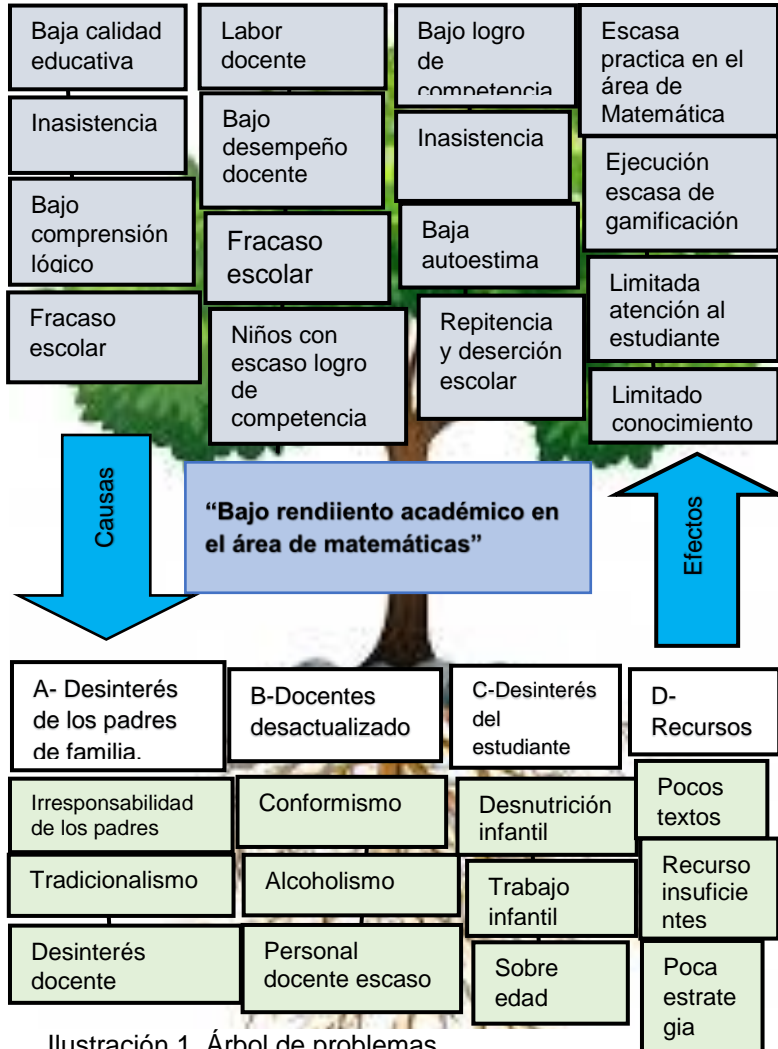 Baja calidad
educativa
Inasistencia
Bajo
comprensión
lógico
Fracaso
escolar
Labor
docente
Bajo
desempeño
docente
Fracaso
escolar
Niños con
escaso logro
de
competencia
Bajo logro
de
competencia
Inasistencia
Baja
autoestima
Repitencia
y deserción
escolar
Escasa
practica en el
área de
Matemática
Ejecución
escasa de
gamificación
Limitada
atención al
estudiante
Limitado
conocimiento
Causas
“Bajo rendiiento académico en
el área de matemáticas”
Efectos
A- Desinterés
de los padres
de familia.
B-Docentes
desactualizado
C-Desinterés
del
estudiante
D-
Recursos
Irresponsabilidad
de los padres
Tradicionalismo
Desinterés
docente
Conformismo
Alcoholismo
Personal
docente escaso
Desnutrición
infantil
Trabajo
infantil
Sobre
edad
Pocos
textos
Recurso
insuficie
ntes
Poca
estrate
gia
Ilustración 1. Árbol de problemas